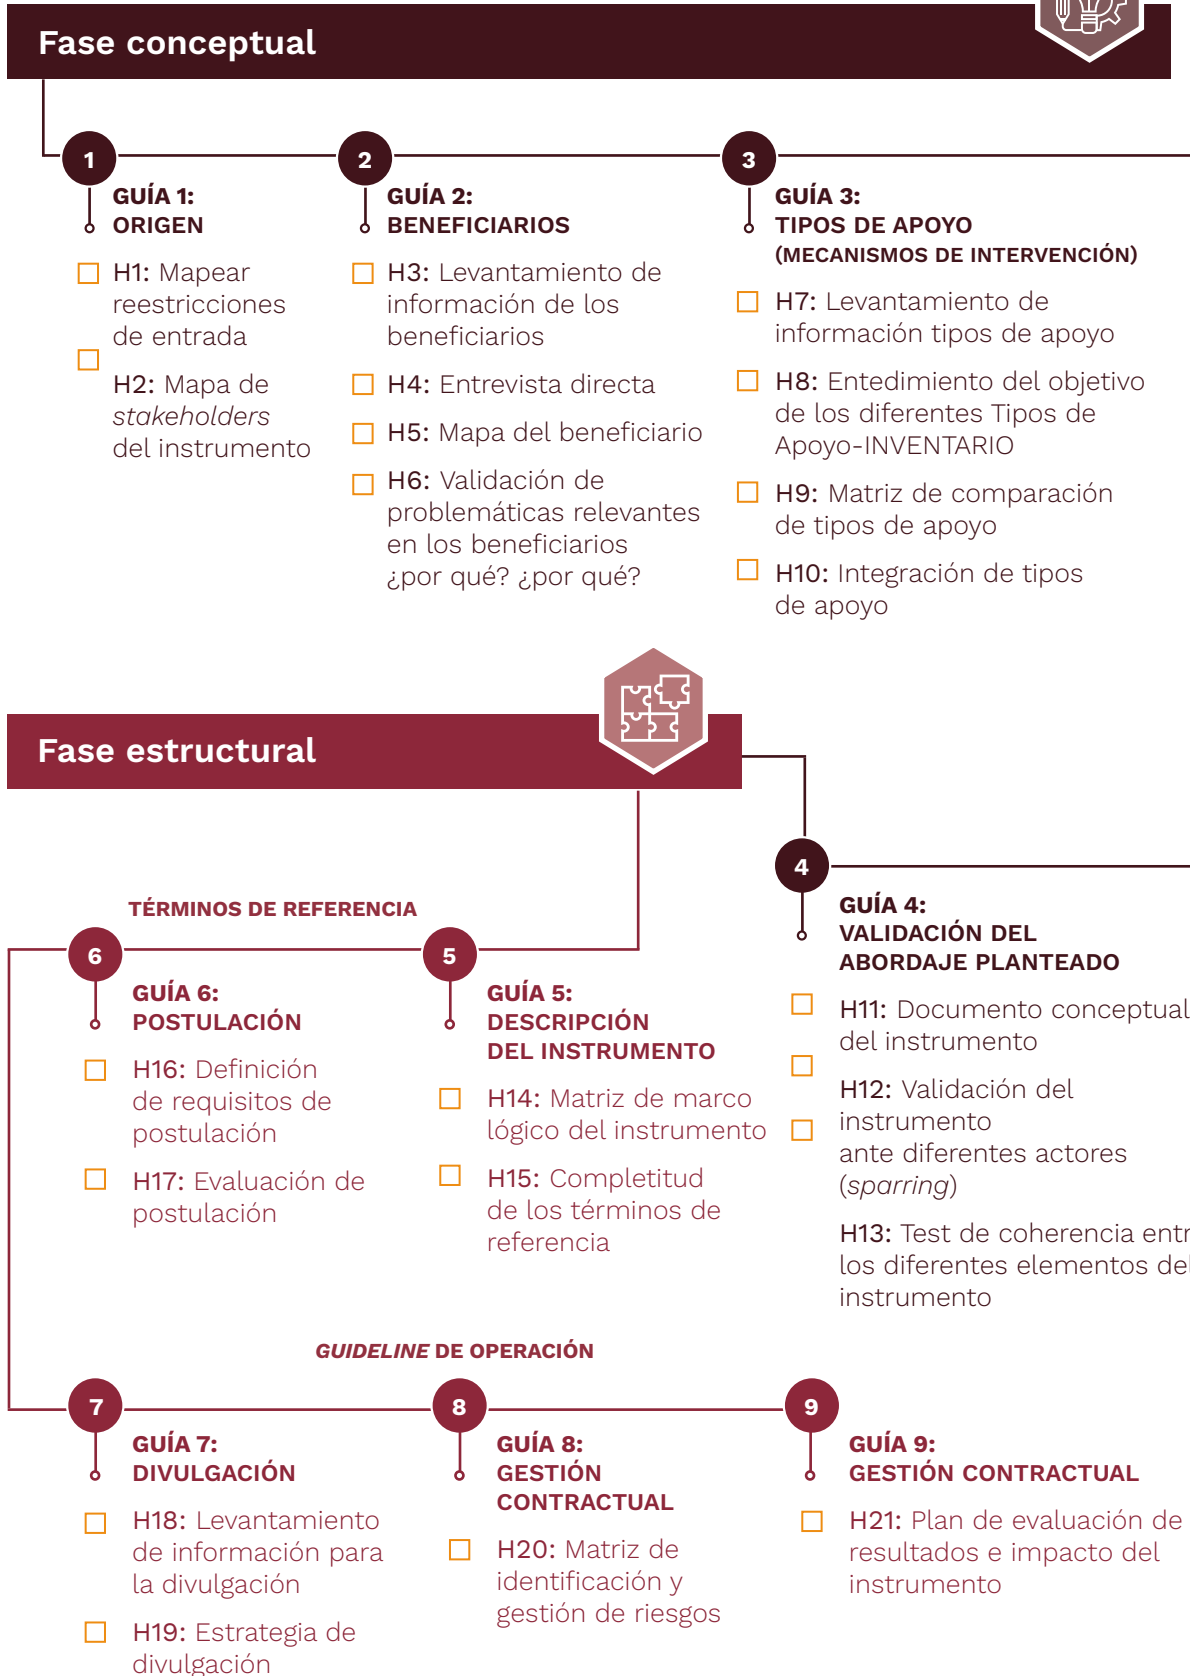 Fase conceptual
1
GUÍA 1:
ORIGEN
H1: Mapear
reestricciones
de entrada
H2: Mapa de
stakeholders
del instrumento
2
GUÍA 2:
BENEFICIARIOS
H3: Levantamiento de
información de los
beneficiarios
H4: Entrevista directa
H5: Mapa del beneficiario
H6: Validación de
problemáticas relevantes
en los beneficiarios
¿por qué? ¿por qué?
3
GUÍA 3:
TIPOS DE APOYO
(MECANISMOS DE INTERVENCIÓN)
H7: Levantamiento de
información tipos de apoyo
H8: Entedimiento del objetivo
de los diferentes Tipos de
Apoyo-INVENTARIO
H9: Matriz de comparación
de tipos de apoyo
H10: Integración de tipos
de apoyo
Fase estructural
4
GUÍA 4:
VALIDACIÓN DEL
ABORDAJE PLANTEADO
H11: Documento conceptual
del instrumento
H12: Validación del
instrumento
ante diferentes actores
(sparring)
H13: Test de coherencia entr
los diferentes elementos del
instrumento
TÉRMINOS DE REFERENCIA
6
GUÍA 6:
POSTULACIÓN
H16: Definición
de requisitos de
postulación
H17: Evaluación de
postulación
5
GUÍA 5:
DESCRIPCIÓN
DEL INSTRUMENTO
H14: Matriz de marco
lógico del instrumento
H15: Completitud
de los términos de
referencia
GUIDELINE DE OPERACIÓN
7
GUÍA 7:
DIVULGACIÓN
H18: Levantamiento
de información para
la divulgación
H19: Estrategia de
divulgación
8
GUÍA 8:
GESTIÓN
CONTRACTUAL
H20: Matriz de
identificación y
gestión de riesgos
9
GUÍA 9:
GESTIÓN CONTRACTUAL
H21: Plan de evaluación de
resultados e impacto del
instrumento